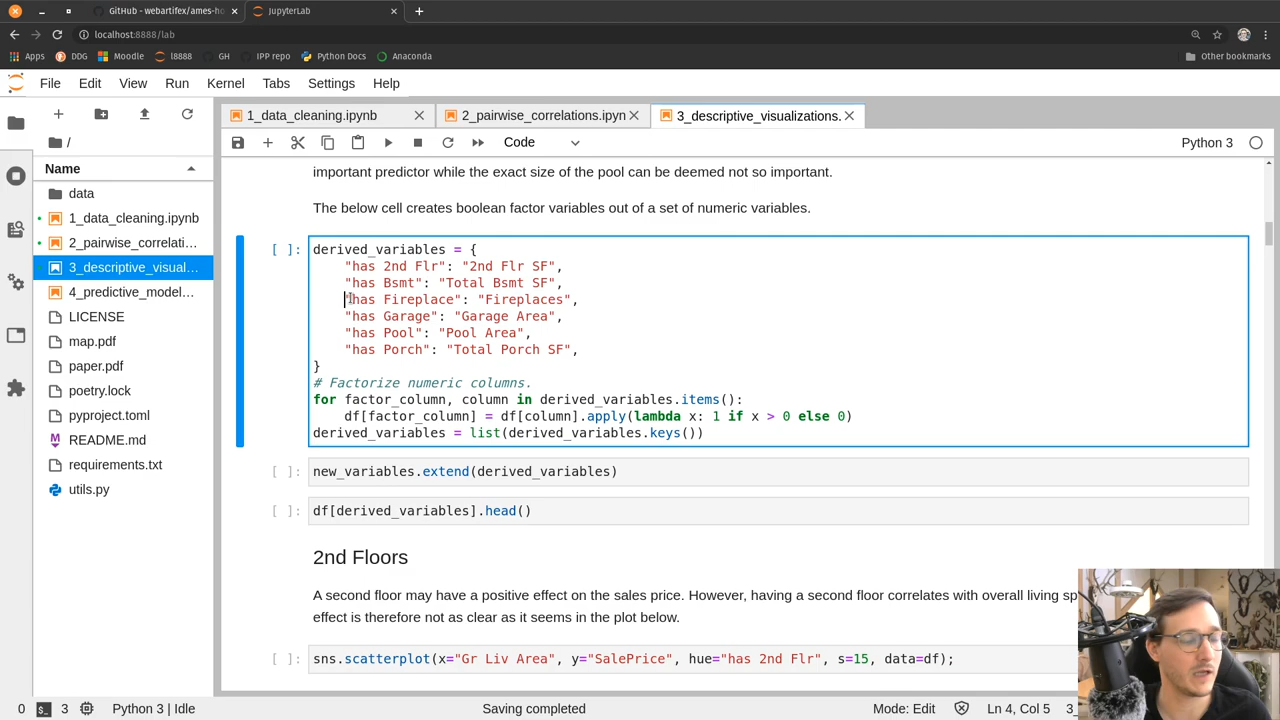 GitHub - webartifex/ames-ho
JupyterLab
localhost:8888/lab
Apps
DDG
Moodle
l8888
GH
IPP repo
Python Docs
Anaconda
Other bookmarks
File Edit View Run Kernel Tabs Settings Help
1_data_cleaning.ipynb
2_pairwise_correlations.ipyn
3_descriptive_visualizations.
Code
Python 3
/
Name
data
1_data_cleaning.ipynb
2_pairwise_correlati...
3_descriptive_visual...
4_predictive_model...
LICENSE
map.pdf
paper.pdf
poetry.lock
pyproject.toml
README.md
requirements.txt
utils.py
important predictor while the exact size of the pool can be deemed not so important.
The below cell creates boolean factor variables out of a set of numeric variables.
[ ]: derived_variables = {
"has 2nd Flr": "2nd Flr SF",
"has Bsmt": "Total Bsmt SF",
"has Fireplace": "Fireplaces",
"has Garage": "Garage Area",
"has Pool": "Pool Area",
"has Porch": "Total Porch SF",
}
# Factorize numeric columns.
for factor_column, column in derived_variables.items():
df[factor_column] = df[column].apply(lambda x: 1 if x > 0 else 0)
derived_variables = list(derived_variables.keys())
[ ]: new_variables.extend(derived_variables)
[ ]: df[derived_variables].head()
2nd Floors
A second floor may have a positive effect on the sales price. However, having a second floor correlates with overall living sp
effect is therefore not as clear as it seems in the plot below.
[ ]: sns.scatterplot(x="Gr Liv Area", y="SalePrice", hue="has 2nd Flr", s=15, data=df);
0
3
Python 3 | Idle
Saving completed
Mode: Edit
Ln 4, Col 5
3_